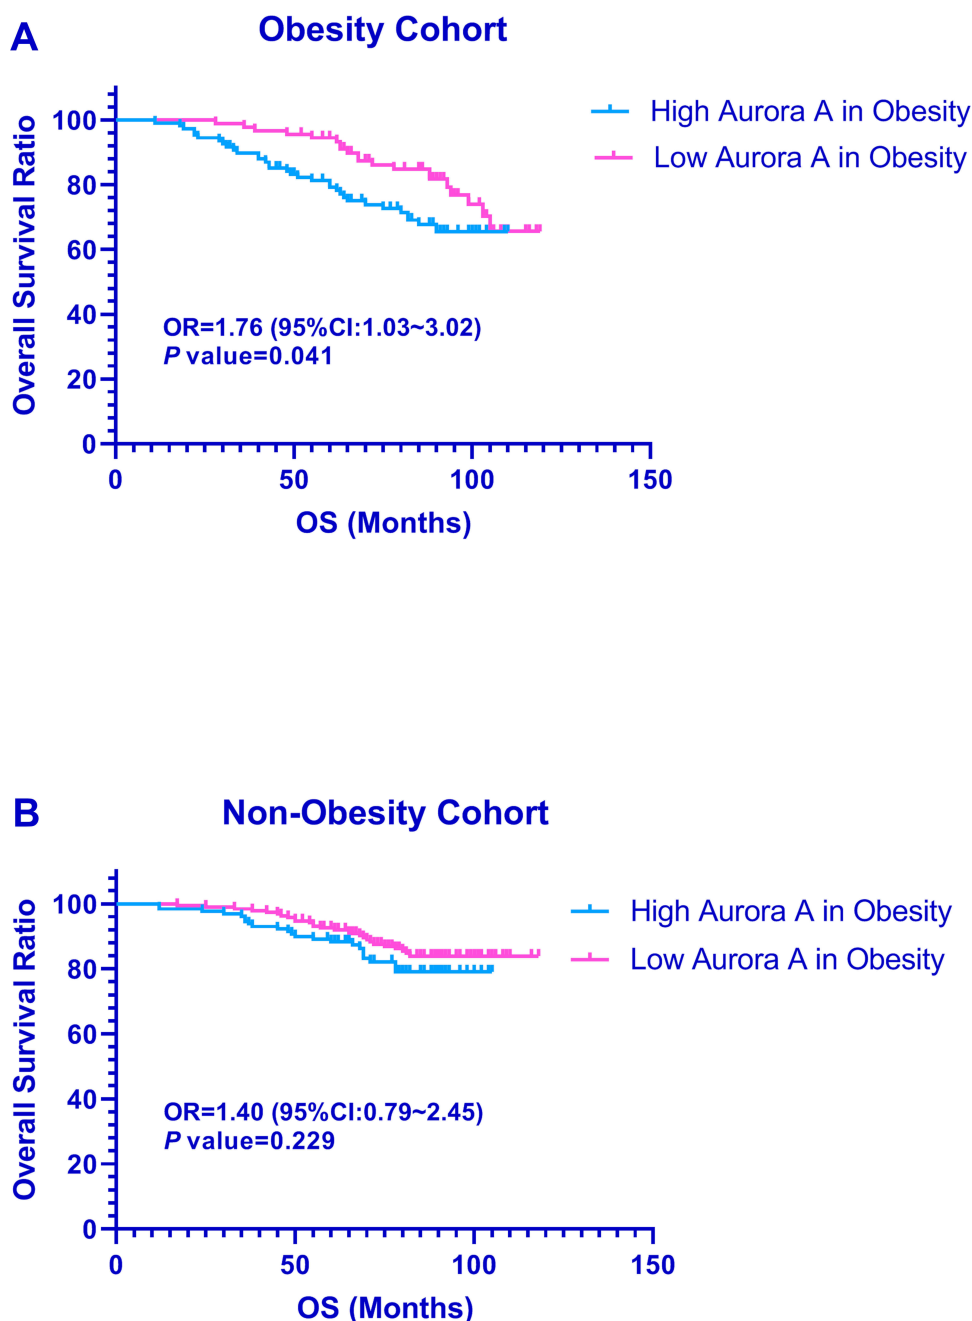 A
Obesity Cohort
High Aurora A in Obesity
Low Aurora A in Obesity
Overall Survival Ratio
100
80
60
40
20
0
OR=1.76 (95%CI:1.03~3.02)
P value=0.041
0 50 100 150
OS (Months)
B
Non-Obesity Cohort
High Aurora A in Obesity
Low Aurora A in Obesity
Overall Survival Ratio
100
80
60
40
20
0
OR=1.40 (95%CI:0.79~2.45)
P value=0.229
0 50 100 150
OS (Months)